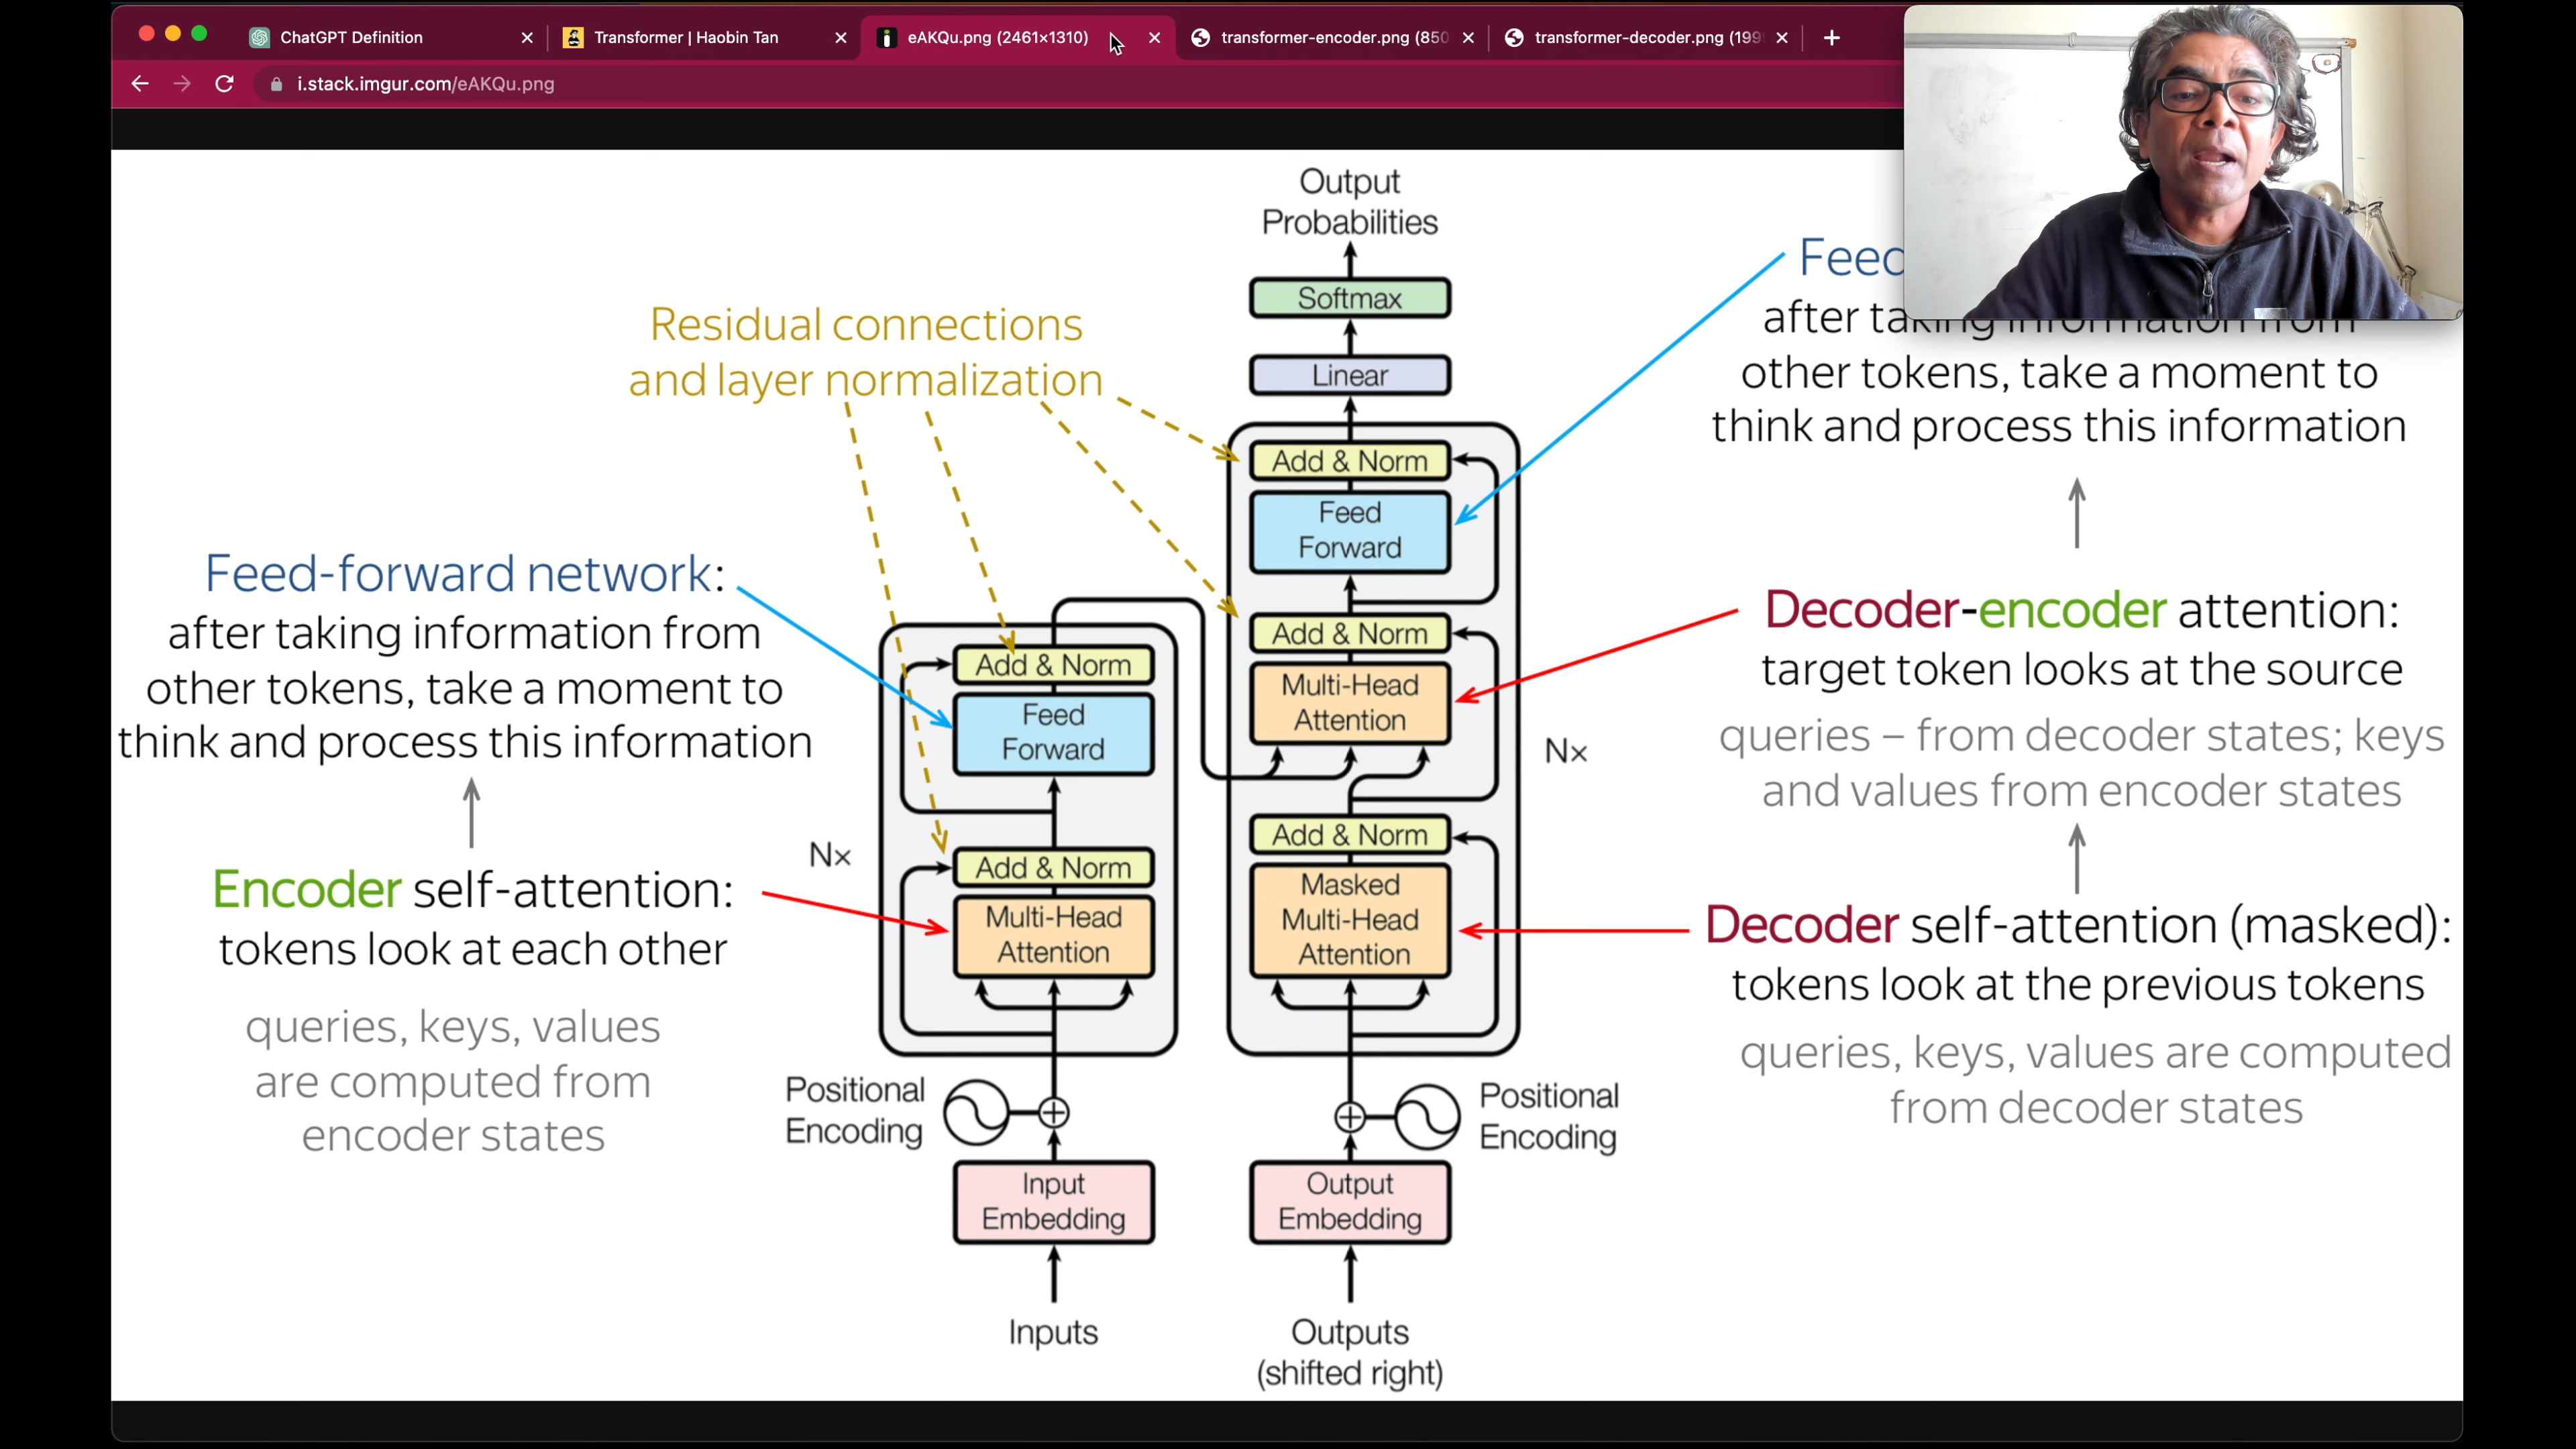 ChatGPT Definition
Transformer | Haobin Tan
eAKQu.png (2461×1310)
transformer-encoder.png (850
transformer-decoder.png (199
i.stack.imgur.com/eAKQu.png
Output
Probabilities
Softmax
Linear
Add & Norm
Feed
Forward
Add & Norm
Multi-Head
Attention
Add & Norm
Masked
Multi-Head
Attention
Nx
Positional
Encoding
Output
Embedding
Outputs
(shifted right)
Residual connections
and layer normalization
Feed-forward network:
after taking information from
other tokens, take a moment to
think and process this information
Encoder self-attention:
tokens look at each other
queries, keys, values
are computed from
encoder states
Nx
Add & Norm
Feed
Forward
Add & Norm
Multi-Head
Attention
Positional
Encoding
Input
Embedding
Inputs
Feed
after taking information from
other tokens, take a moment to
think and process this information
Decoder-encoder attention:
target token looks at the source
queries – from decoder states; keys
and values from encoder states
Decoder self-attention (masked):
tokens look at the previous tokens
queries, keys, values are computed
from decoder states